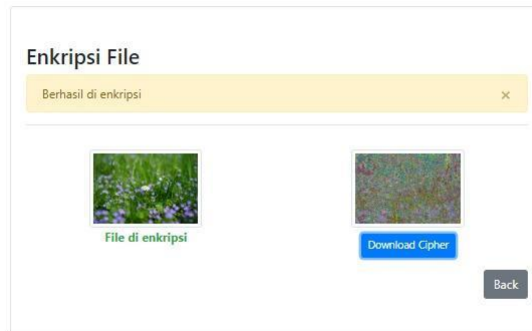 Enkripsi File
Berhasil di enkripsi ×
File di enkripsi
Download Cipher
Back